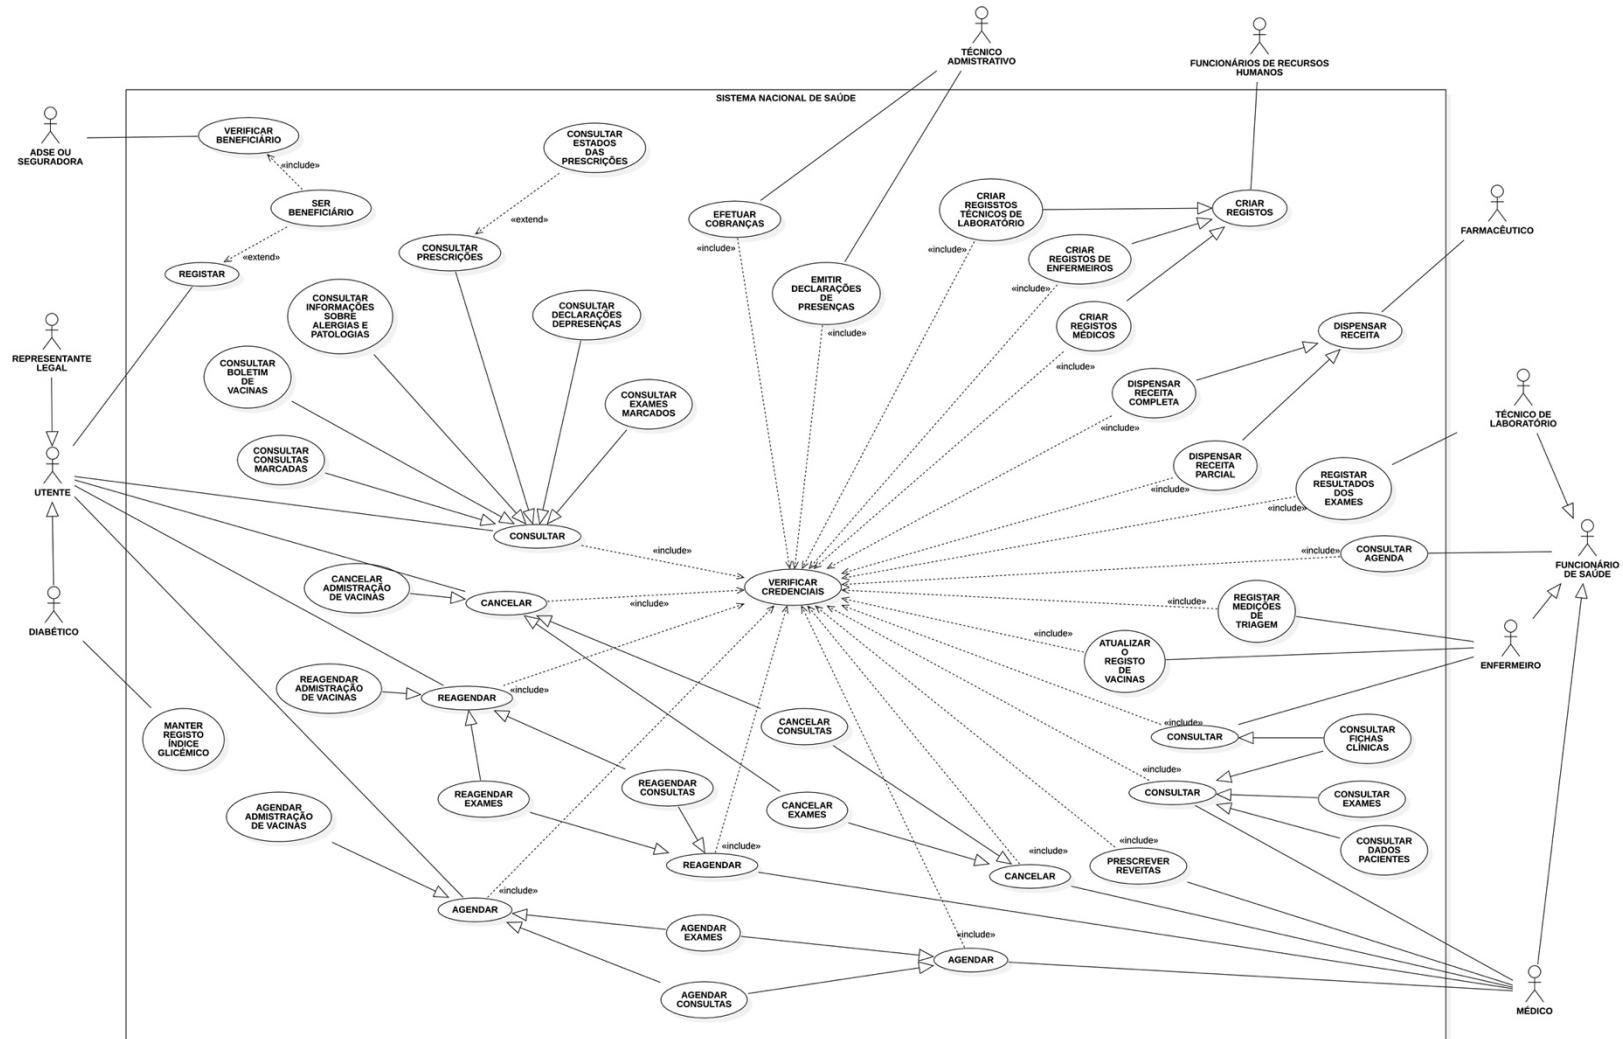 TÉCNICO
ADMISTRATIVO
FUNCIONÁRIOS DE RECURSOS
HUMANOS
SISTEMA NACIONAL DE SAÚDE
ADSE OU
SEGURADORA
VERIFICAR
BENEFICIÁRIO
«include»
SER
BENEFICIÁRIO
«extend»
REGISTAR
CONSULTAR
ESTADOS
DAS
PRESCRIÇÕES
«extend»
CONSULTAR
PRESCRIÇÕES
EFETUAR
COBRANÇAS
«include»
EMITIR
DECLARAÇÕES
DE
PRESENÇAS
«include»
CRIAR
REGISSTOS
TÉCNICOS DE
LABORATÓRIO
«include»
CRIAR
REGISTOS
CRIAR
REGISTOS DE
ENFERMEIROS
«include»
CRIAR
REGISTOS
MÉDICOS
«include»
FARMACÊUTICO
DISPENSAR
RECEITA
DISPENSAR
RECEITA
COMPLETA
«include»
DISPENSAR
RECEITA
PARCIAL
«include»
REPRESENTANTE
LEGAL
CONSULTAR
INFORMAÇÕES
SOBRE
ALERGIAS E
PATOLOGIAS
CONSULTAR
DECLARAÇÕES
DEPRESENÇAS
CONSULTAR
BOLETIM
DE
VACINAS
CONSULTAR
EXAMES
MARCADOS
CONSULTAR
CONSULTAS
MARCADAS
UTENTE
CONSULTAR
«include»
TÉCNICO DE
LABORATÓRIO
REGISTAR
RESULTADOS
DOS
EXAMES
«include»
CONSULTAR
AGENDA
«include»
FUNCIONÁRIO
DE SAÚDE
CANCELAR
ADMISTRAÇÃO
DE VACINAIS
CANCELAR
«include»
VERIFICAR
CREDENCIAIS
REGISTAR
MEDIÇÕES
DE
TRIAGEM
«include»
DIABÉTICO
ATUALIZAR
O
REGISTO
DE
VACINAS
«include»
ENFERMEIRO
REAGENDAR
ADMISTRAÇÃO
DE VACINAS
REAGENDAR
«include»
MANTER
REGISTO
ÍNDICE
GLICÉMICO
CANCELAR
CONSULTAS
«include»
CONSULTAR
CONSULTAR
FICHAS
CLÍNICAS
«include»
CONSULTAR
CONSULTAR
EXAMES
CONSULTAR
DADOS
PACIENTES
REAGENDAR
EXAMES
REAGENDAR
CONSULTAS
CANCELAR
EXAMES
AGENDAR
ADMISTRAÇÃO
DE VACINAS
«include»
REAGENDAR
«include»
CANCELAR
«include»
PRESCREVER
REVEITAS
«include»
AGENDAR
AGENDAR
EXAMES
«include»
AGENDAR
AGENDAR
CONSULTAS
MÉDICO